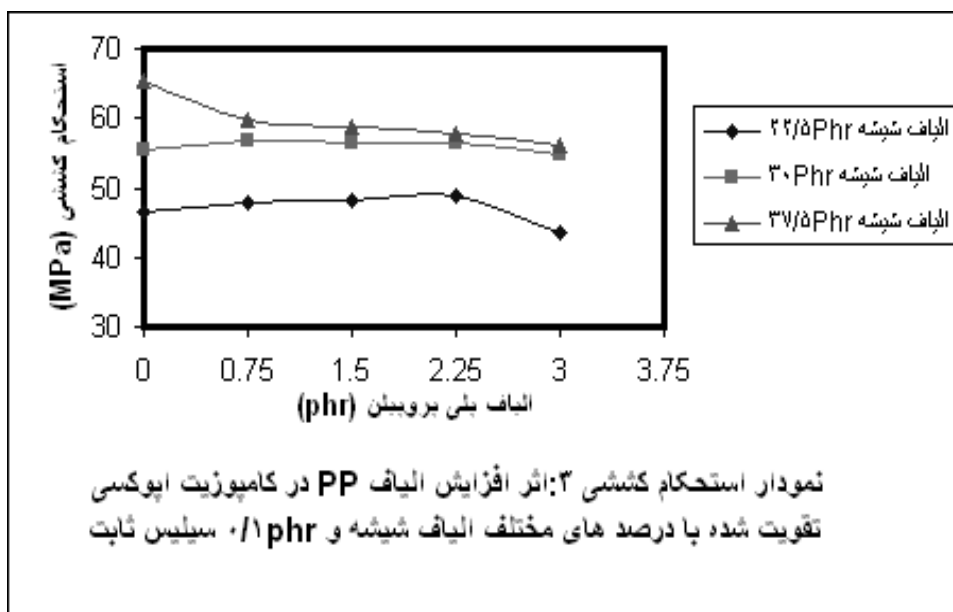 استحکام کششی (MPa)
70
60
50
40
30
0 0.75 1.5 2.25 3 3.75
الیاف پلی پروپیلن (phr)
الیاف شیشه ۲۲/۵Phr
الیاف شیشه ۳۰Phr
الیاف شیشه ۳۷/۵Phr
نمودار استحکام کششی ۳:اثر افزایش الیاف PP در کامپوزیت اپوکسی
تقویت شده با درصد های مختلف الیاف شیشه و ۰/۱phr سیلیس ثابت